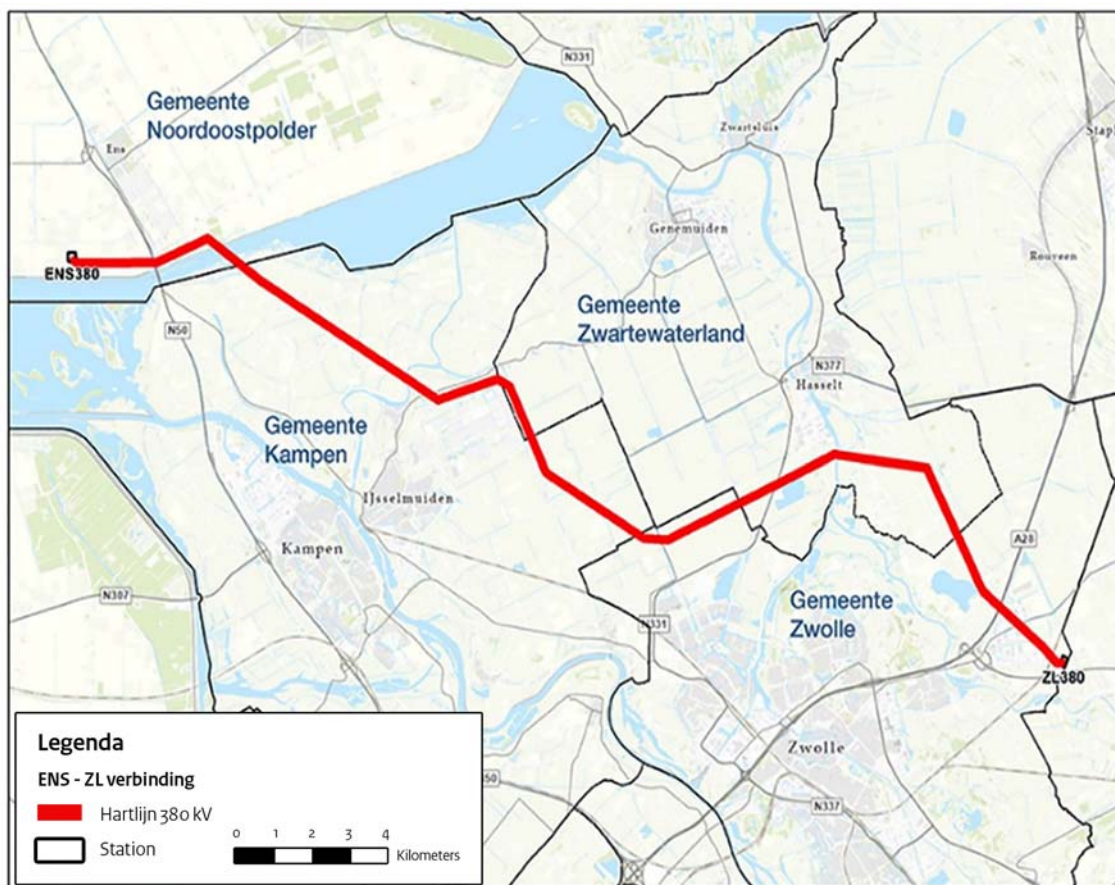 N331
Gemeente
Noordoostpolder
Zwartsluis
Ens
Genemuiden
Rouveen
ENS380
Gemeente
Zwartewaterland
N50
N377
Hasselt
Gemeente
Kampen
IJsselmuiden
Kampen
A28
N307
Gemeente
Zwolle
N331
ZL380
Zwolle
N337
Legenda
ENS - ZL verbinding
Hartlijn 380 kV
Station
0 1 2 3 4
Kilometers